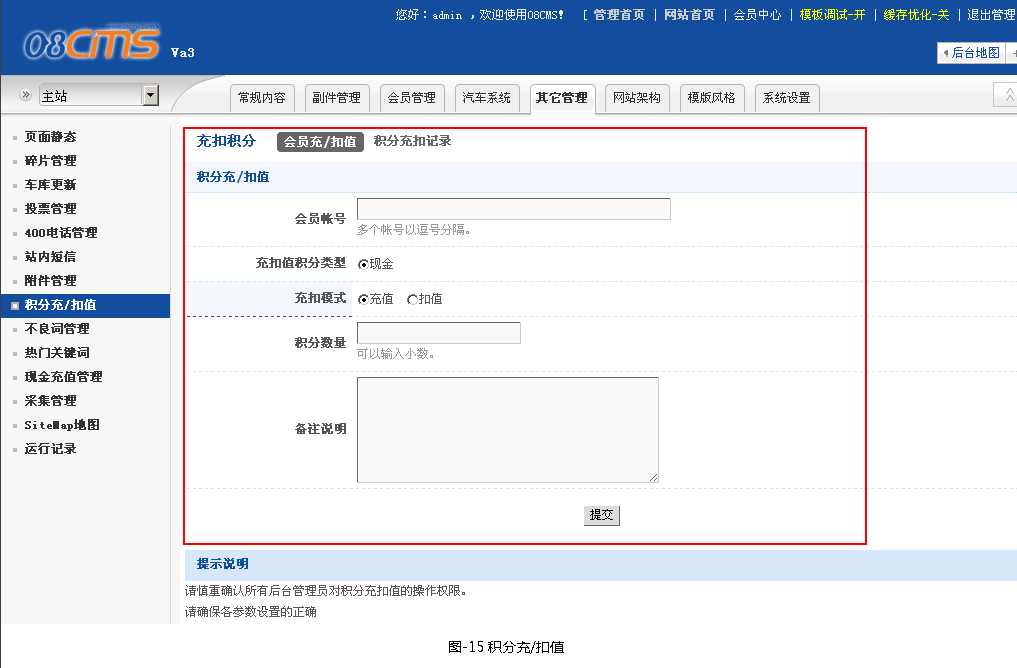 您好：admin ，欢迎使用08CMS！ [ 管理首页 | 网站首页 | 会员中心 | 模板调试-开 | 缓存优化-关 | 退出管理
08CMS Va3
后台地图
主站
常规内容 副件管理 会员管理 汽车系统 其它管理 网站架构 模版风格 系统设置
页面静态
碎片管理
车库更新
投票管理
400电话管理
站内短信
附件管理
积分充/扣值
不良词管理
热门关键词
现金充值管理
采集管理
SiteMap地图
运行记录
充扣积分 会员充/扣值 积分充扣记录
积分充/扣值
会员帐号
多个帐号以逗号分隔。
充扣值积分类型 现金
充扣模式 充值 扣值
积分数量
可以输入小数。
备注说明
提交
提示说明
请慎重确认所有后台管理员对积分充扣值的操作权限。
请确保各参数设置的正确
图-15 积分充/扣值